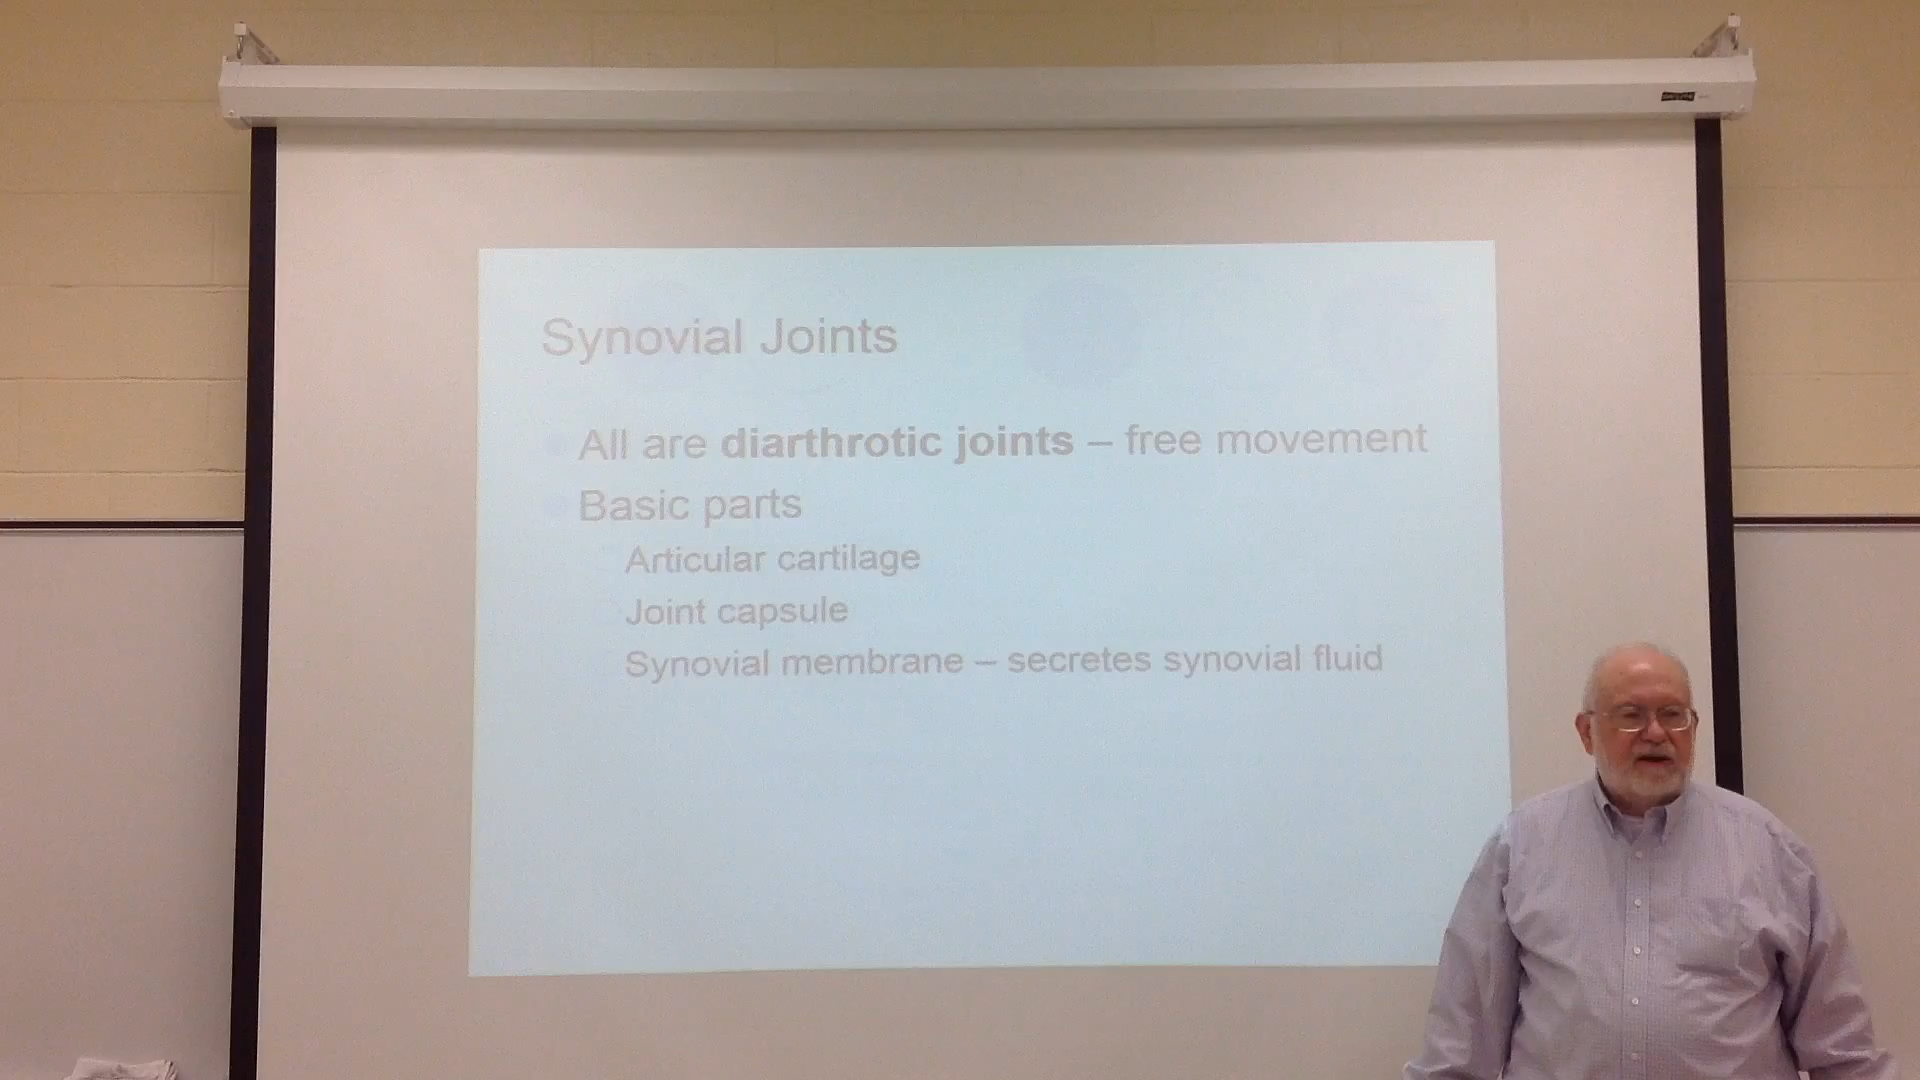 Synovial Joints
All are diarthrotic joints – free movement
Basic parts
Articular cartilage
Joint capsule
Synovial membrane – secretes synovial fluid